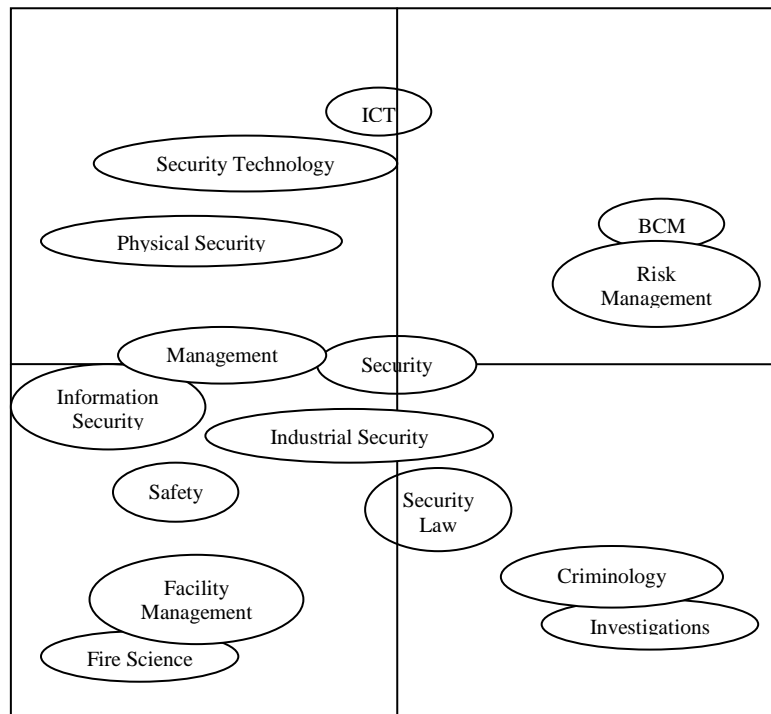 ICT
Security Technology
Physical Security
BCM
Risk
Management
Management
Security
Information
Security
Industrial Security
Safety
Security
Law
Criminology
Facility
Management
Investigations
Fire Science